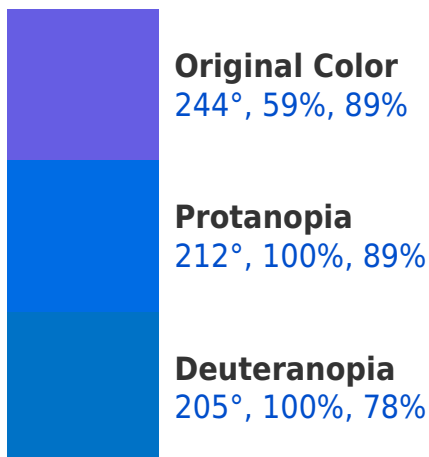 Original Color
244°, 59%, 89%
Protanopia
212°, 100%, 89%
Deuteranopia
205°, 100%, 78%